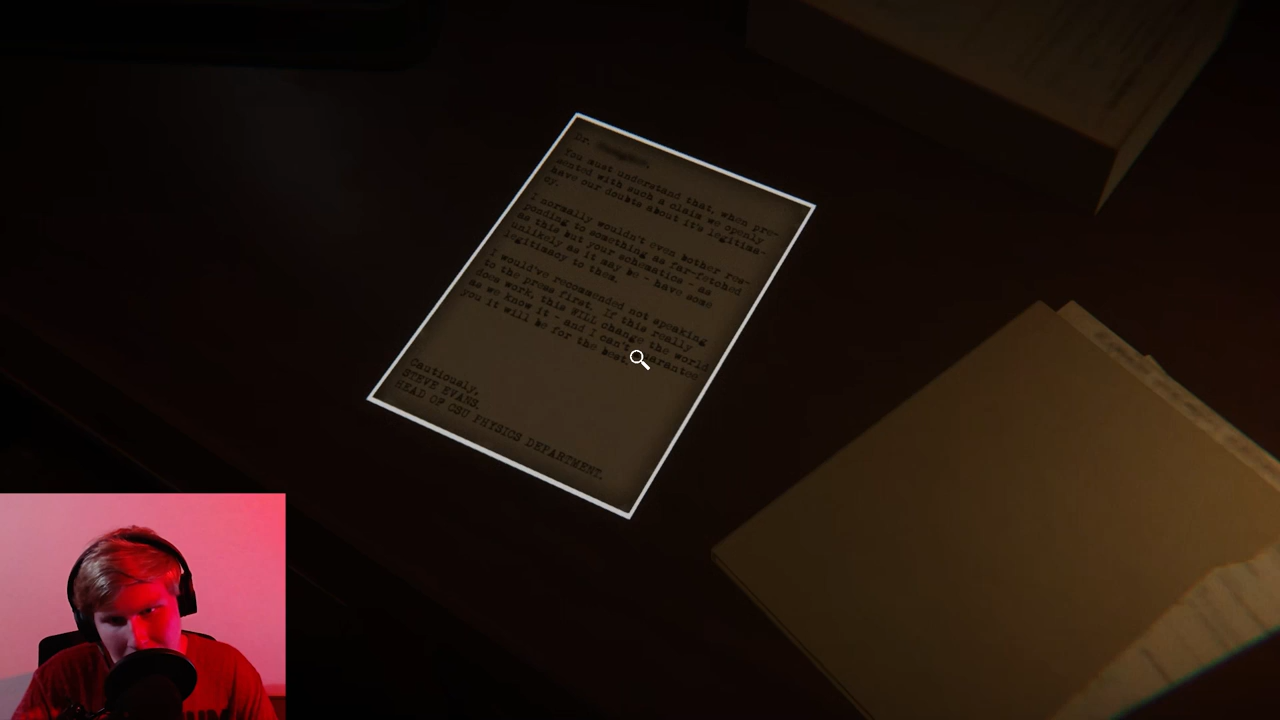 Dr.
You must understand that, when pre-
sented with such a claim we openly
have our doubts about it's legitima-
cy.
I normally wouldn't even bother res-
ponding to something as far-fetched
as this but your schematics - as
unlikely as it may be - have some
legitimacy to them.
I would've recommended not speaking
to the press first. If this really
does work, this WILL change the world
as we know it - and I can't guarantee
you it will be for the best.
Cautiously,
STEVE EVANS.
HEAD OF CSU PHYSICS DEPARTMENT.